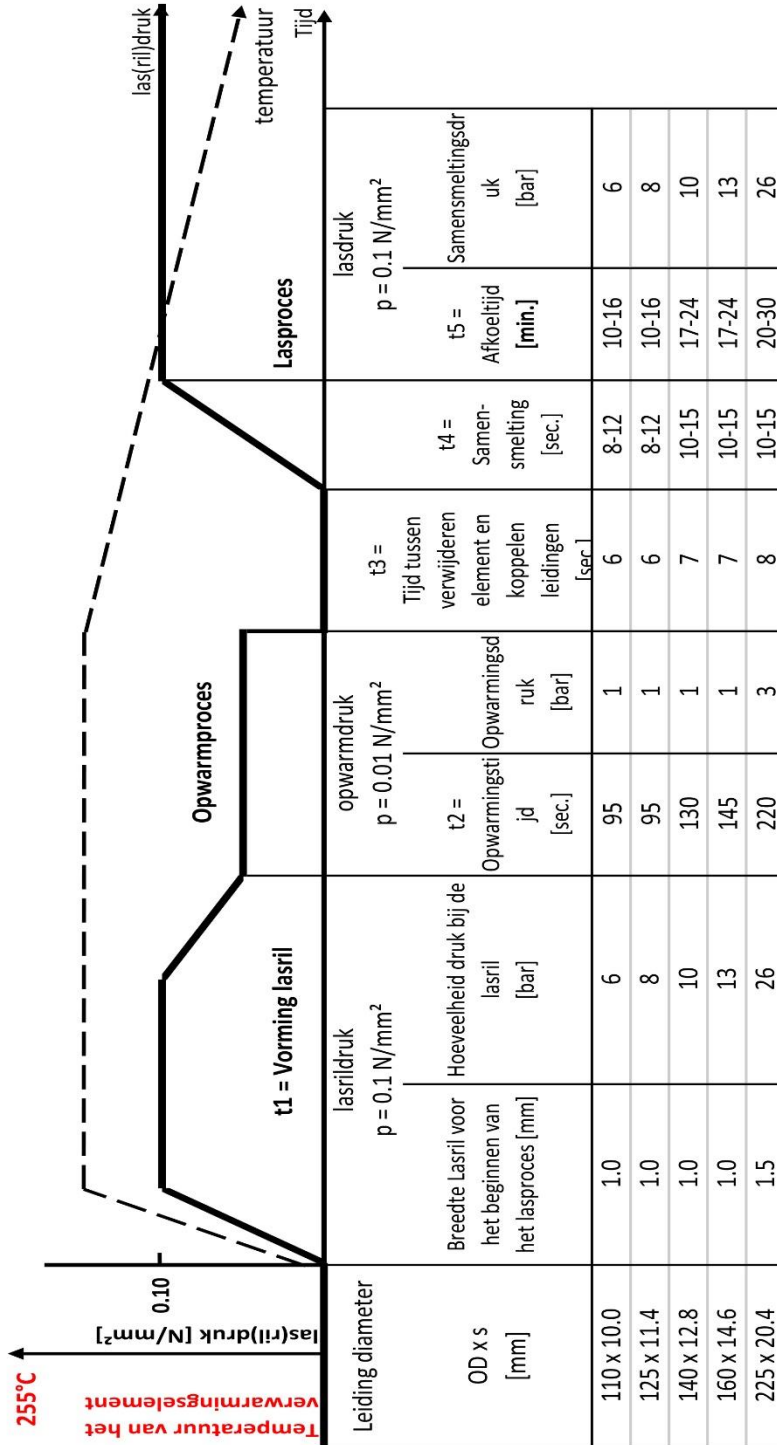 255°C
Temperatuur van het
verwarmingselement
las(ril)druk [N/mm²]
0.10
las(ril)druk
temperatuur
Tijd
t1 = Vorming lasril
Opwarmproces
Lasproces
Leiding diameter
OD x s
[mm]
lasrildruk
p = 0.1 N/mm²
opwarmdruk
p = 0.01 N/mm²
lasdruk
p = 0.1 N/mm²
Breedte Lasril voor
het beginnen van
het lasproces [mm]
Hoeveelheid druk bij de
lasril
[bar]
t2 =
Opwarmingsti
jd
[sec.]
Opwarmingsd
ruk
[bar]
t3 =
Tijd tussen
verwijderen
element en
koppelen
leidingen
[sec.]
t4 =
Samen-
smelting
[sec.]
t5 =
Afkoeltijd
[min.]
Samensmeltingsdr
uk
[bar]
110 x 10.0 1.0 6 95 1 6 8-12 10-16 6
125 x 11.4 1.0 8 95 1 6 8-12 10-16 8
140 x 12.8 1.0 10 130 1 7 10-15 17-24 10
160 x 14.6 1.0 13 145 1 7 10-15 17-24 13
225 x 20.4 1.5 26 220 3 8 10-15 20-30 26